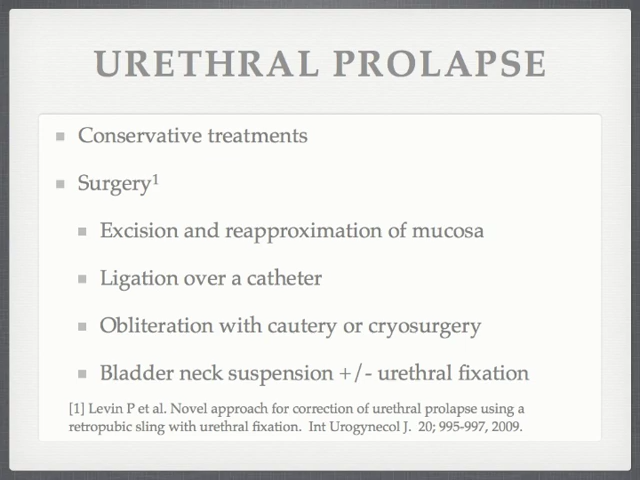 URETHRAL PROLAPSE
Conservative treatments
Surgery¹
Excision and reapproximation of mucosa
Ligation over a catheter
Obliteration with cautery or cryosurgery
Bladder neck suspension +/- urethral fixation
[1] Levin P et al. Novel approach for correction of urethral prolapse using a
retropubic sling with urethral fixation. Int Urogynecol J. 20; 995-997, 2009.